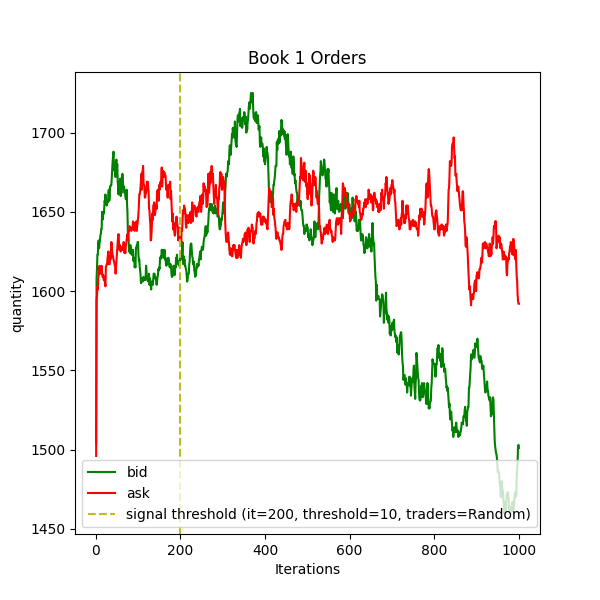 Book 1 Orders
quantity
1700
1650
1600
1550
1500
1450
bid
ask
signal threshold (it=200, threshold=10, traders=Random)
0 200 400 600 800 1000
Iterations